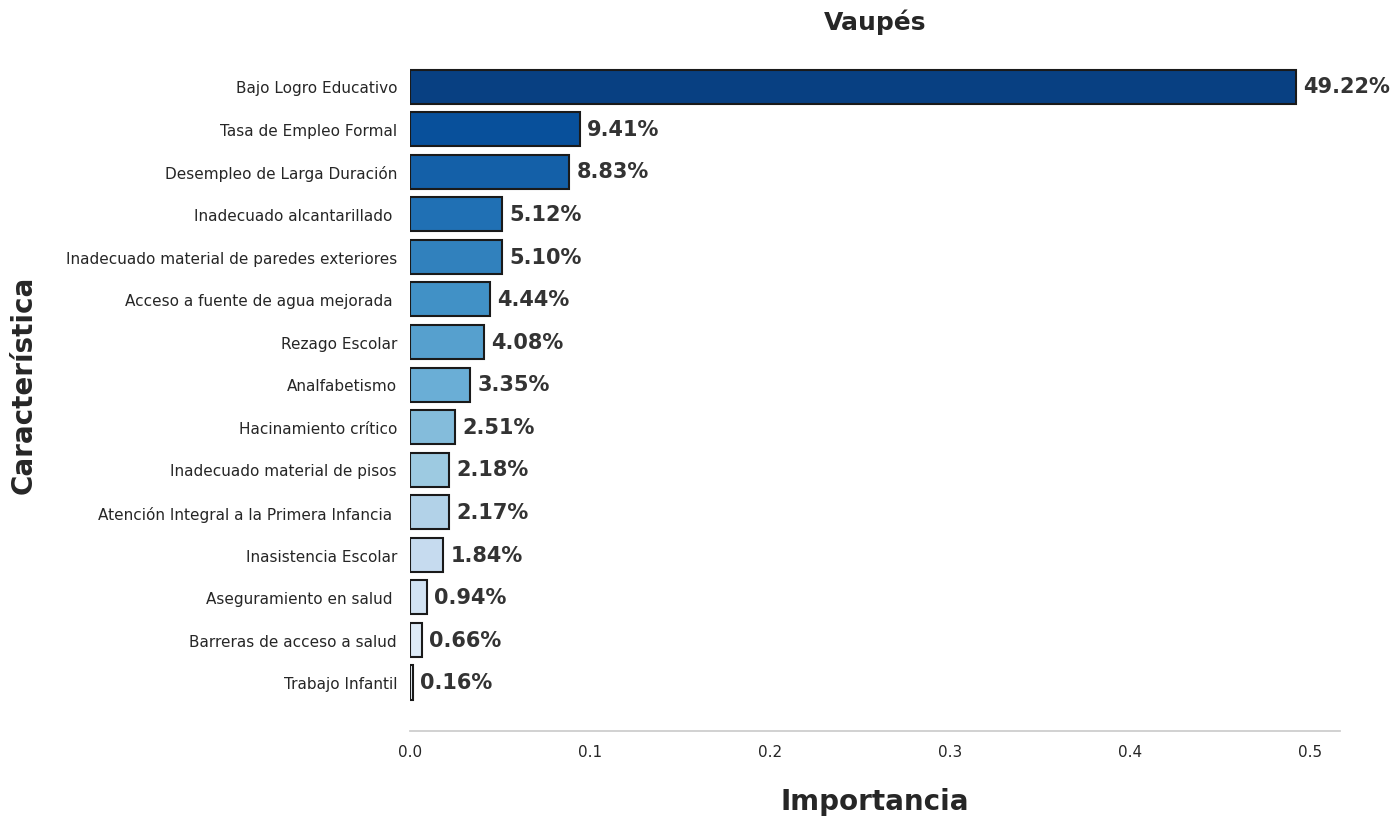 Vaupés
Característica
Bajo Logro Educativo 49.22%
Tasa de Empleo Formal 9.41%
Desempleo de Larga Duración 8.83%
Inadecuado alcantarillado 5.12%
Inadecuado material de paredes exteriores 5.10%
Acceso a fuente de agua mejorada 4.44%
Rezago Escolar 4.08%
Analfabetismo 3.35%
Hacinamiento crítico 2.51%
Inadecuado material de pisos 2.18%
Atención Integral a la Primera Infancia 2.17%
Inasistencia Escolar 1.84%
Aseguramiento en salud 0.94%
Barreras de acceso a salud 0.66%
Trabajo Infantil 0.16%
0.0 0.1 0.2 0.3 0.4 0.5
Importancia